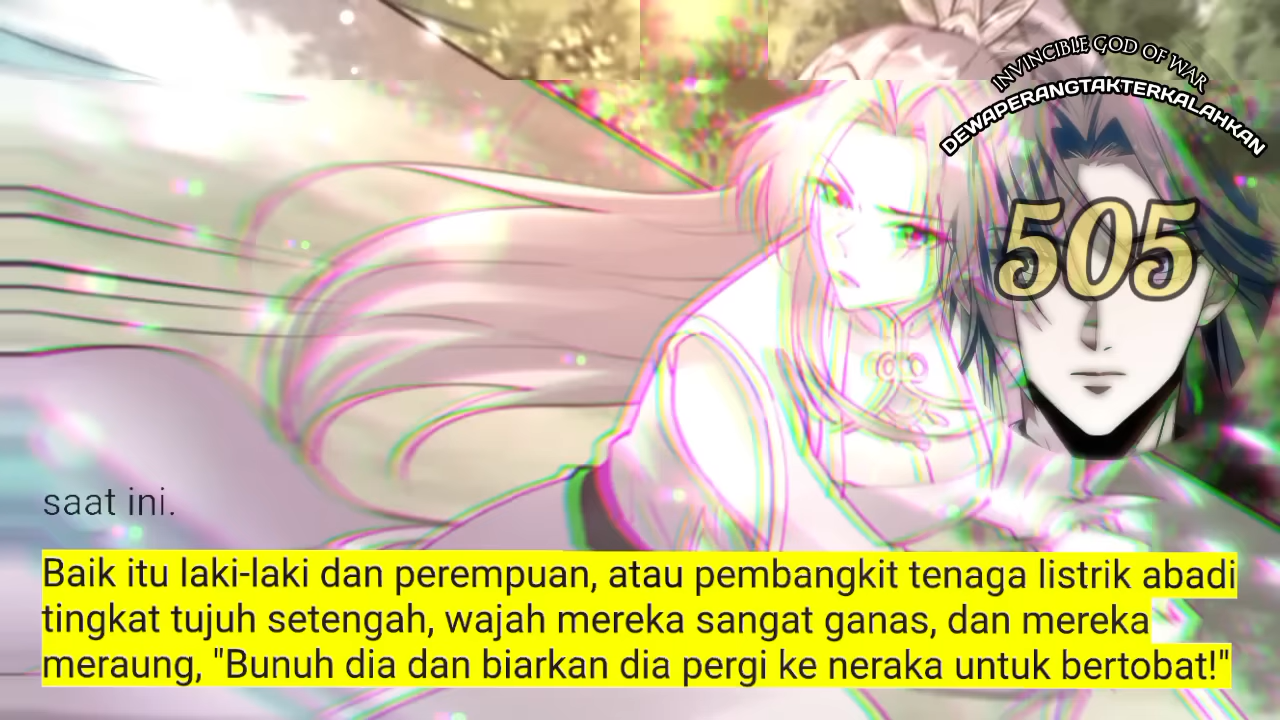 INVINCIBLE GOD OF WAR
DEWAPERANGTAKTERKALAHKAN
505
saat ini.
Baik itu laki-laki dan perempuan, atau pembangkit tenaga listrik abadi
tingkat tujuh setengah, wajah mereka sangat ganas, dan mereka
meraung, "Bunuh dia dan biarkan dia pergi ke neraka untuk bertobat!"